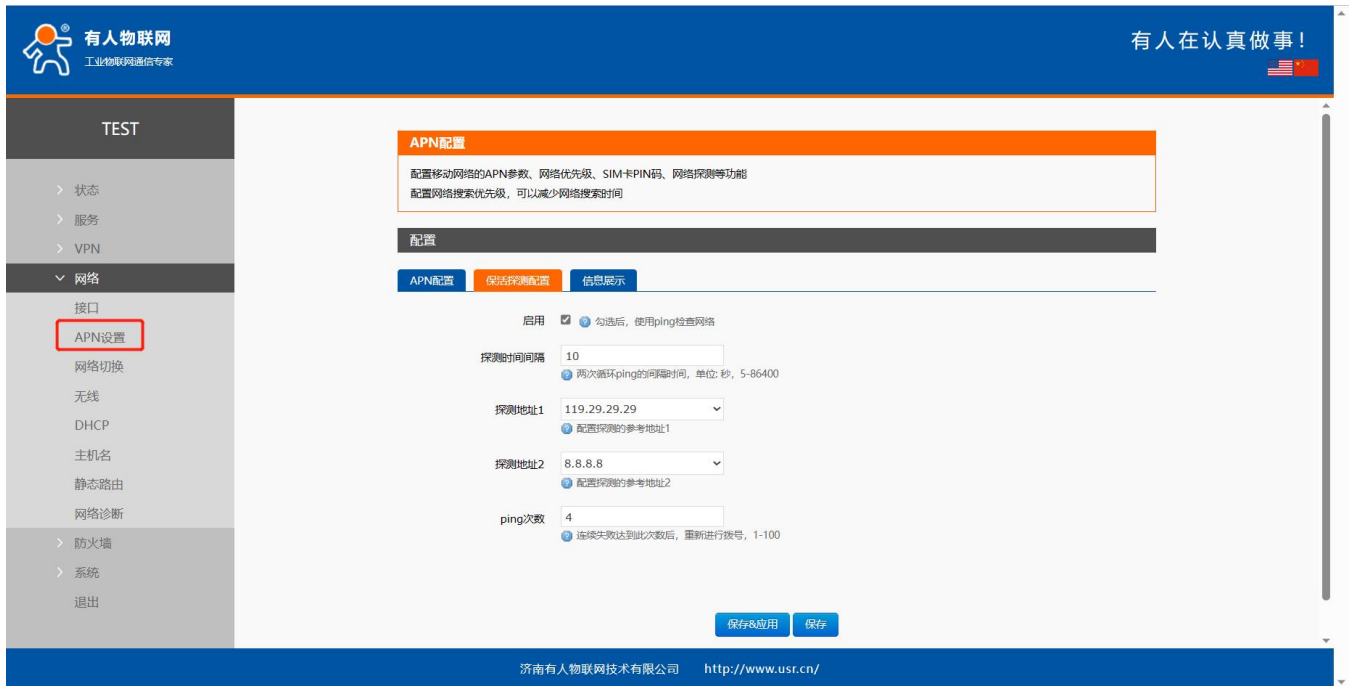 有人物联网
工业物联网通信专家
有人在认真做事!
TEST
状态
服务
VPN
网络
接口
APN设置
网络切换
无线
DHCP
主机名
静态路由
网络诊断
防火墙
系统
退出
APN配置
配置移动网络的APN参数、网络优先级、SIM卡PIN码、网络探测等功能
配置网络搜索优先级，可以减少网络搜索时间
配置
APN配置 保活探测配置 信息展示
启用 勾选后，使用ping检查网络
探测时间间隔 10
两次循环ping的间隔时间，单位: 秒，5-86400
探测地址1 119.29.29.29
配置探测的参考地址1
探测地址2 8.8.8.8
配置探测的参考地址2
ping次数 4
连续失败达到此次数后，重新进行拨号，1-100
保存&应用 保存
济南有人物联网技术有限公司 http://www.usr.cn/